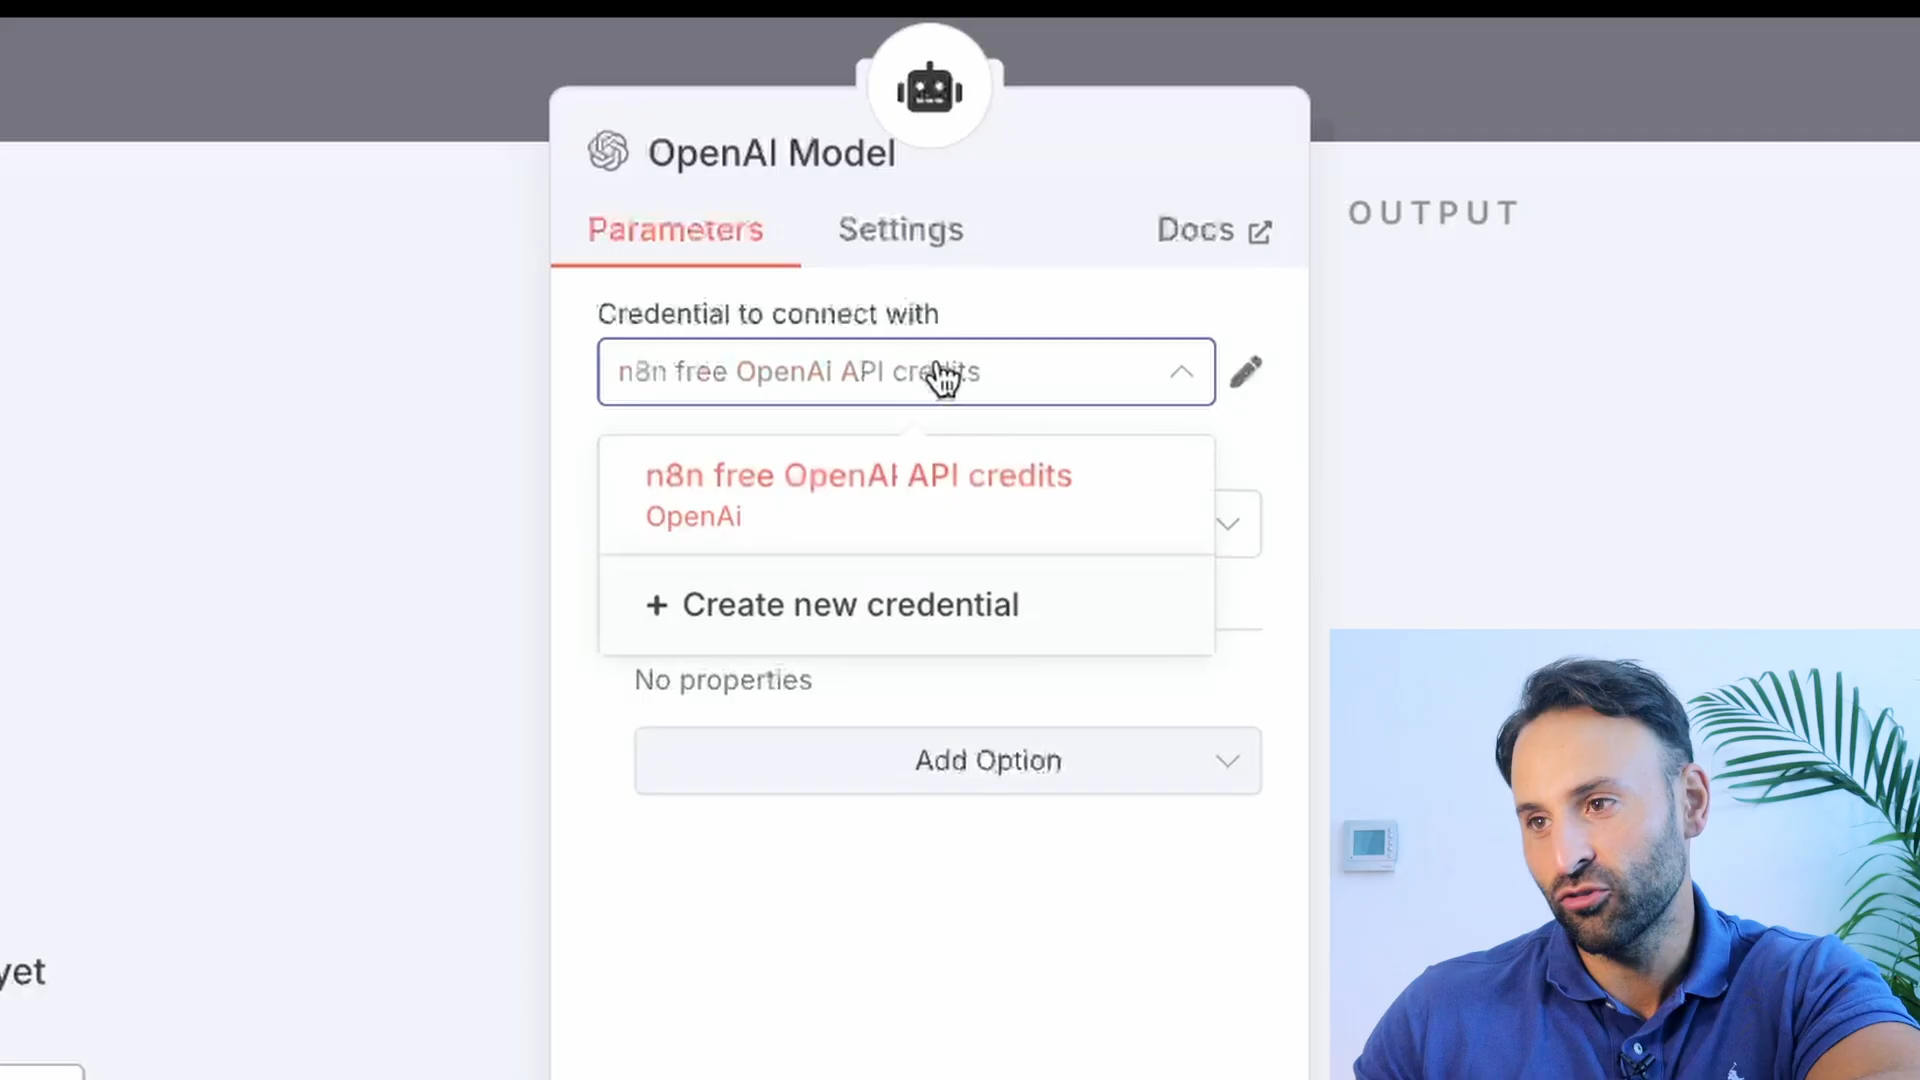 OpenAI Model
Parameters
Settings
Docs
OUTPUT
Credential to connect with
n8n free OpenAi API credits
n8n free OpenAI API credits
OpenAi
+ Create new credential
No properties
Add Option
yet